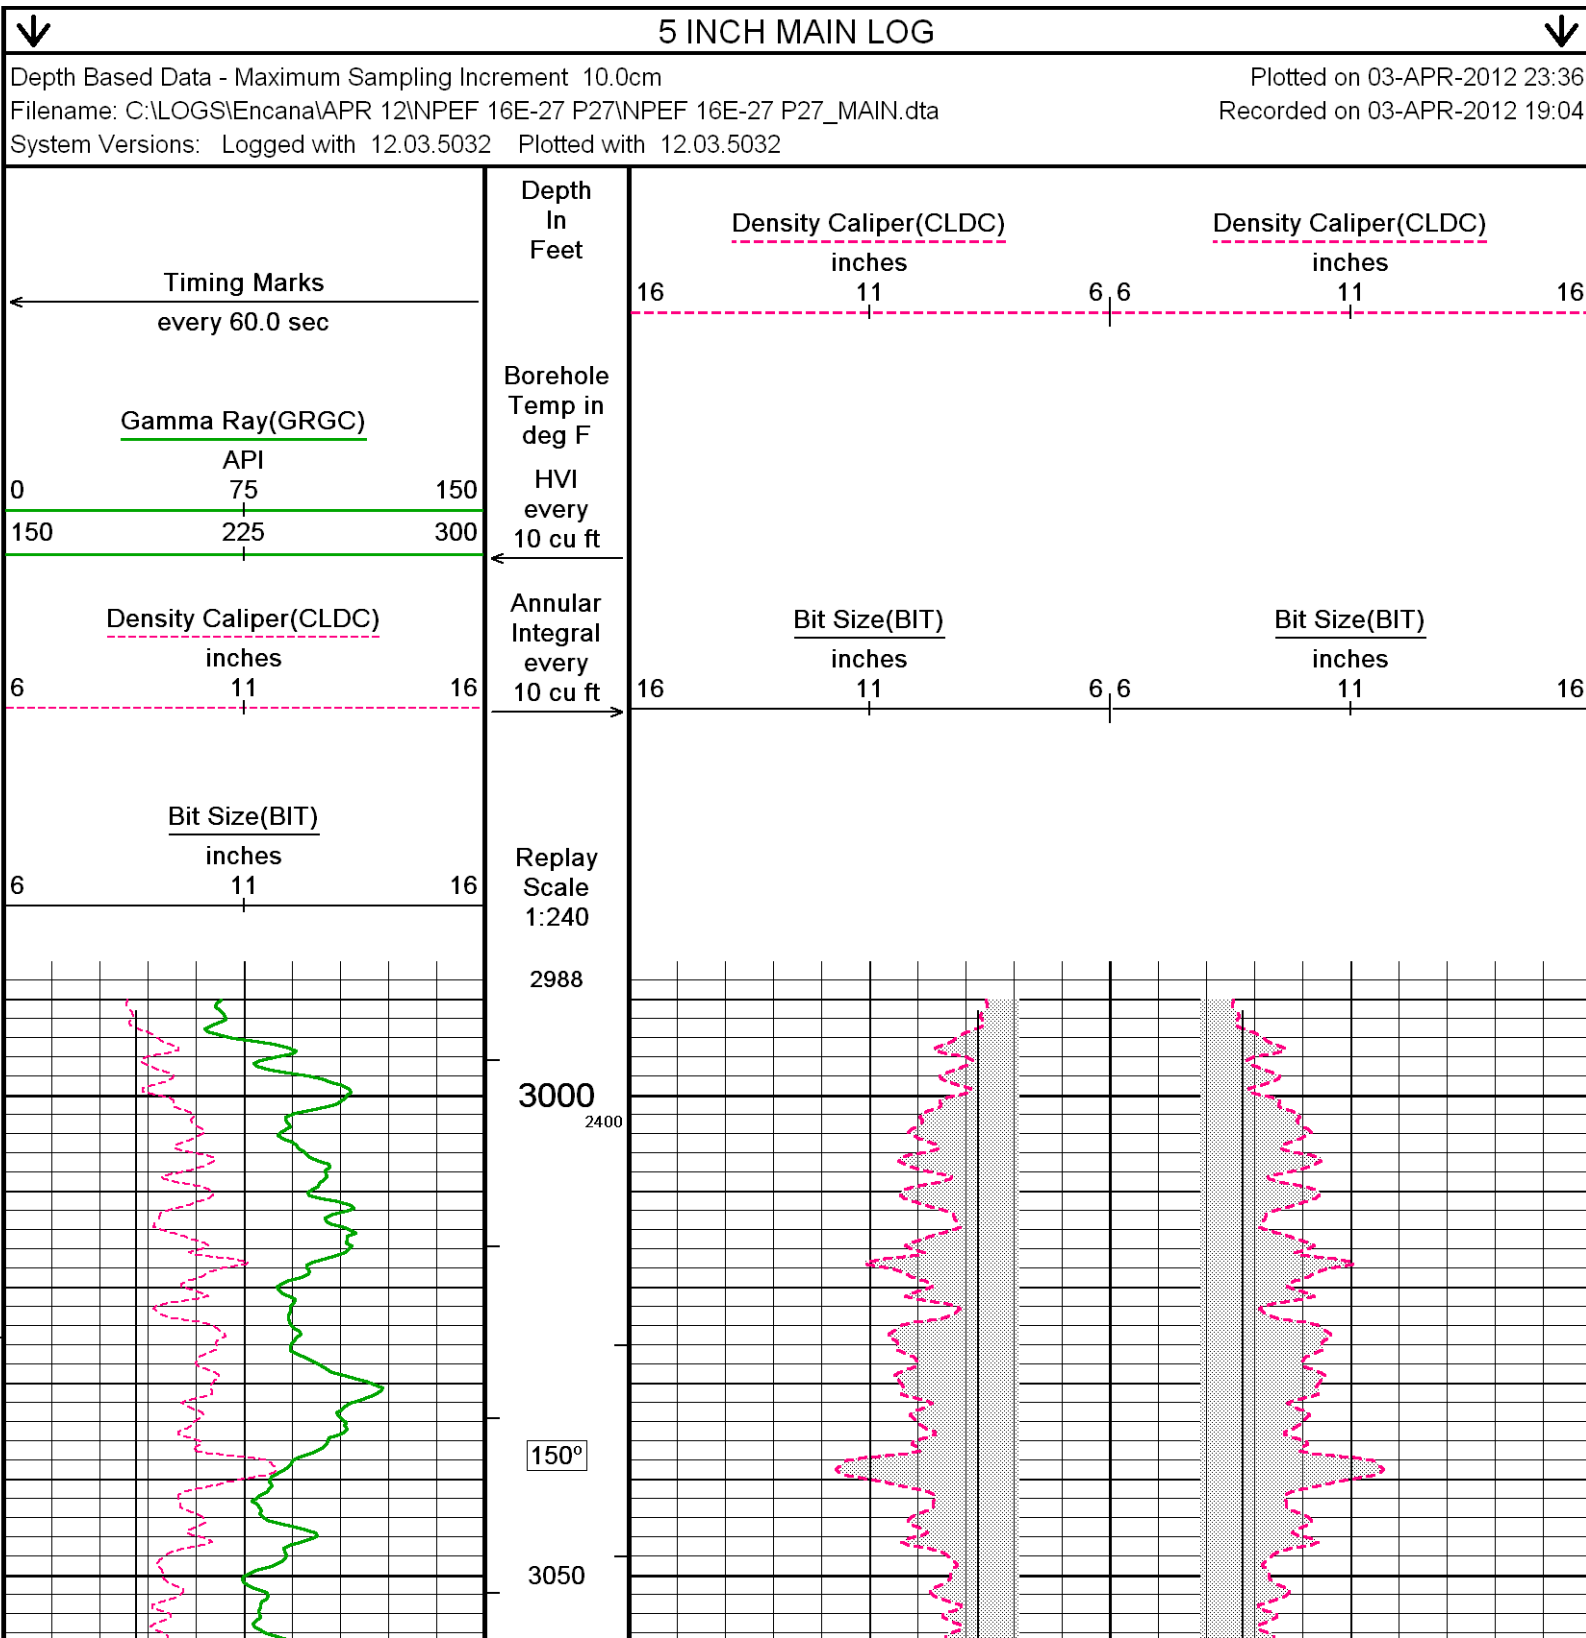 5 INCH MAIN LOG
Depth Based Data - Maximum Sampling Increment 10.0cm
Plotted on 03-APR-2012 23:36
Filename: C:\LOGS\Encana\APR 12\NPEF 16E-27 P27\NPEF 16E-27 P27_MAIN.dta
Recorded on 03-APR-2012 19:04
System Versions: Logged with 12.03.5032 Plotted with 12.03.5032
Timing Marks
every 60.0 sec
Gamma Ray(GRGC)
API
0 75 150
150 225 300
Density Caliper(CLDC)
inches
6 11 16
Bit Size(BIT)
inches
6 11 16
Depth
In
Feet
Borehole
Temp in
deg F
HVI
every
10 cu ft
Annular
Integral
every
10 cu ft
Replay
Scale
1:240
2988
3000
2400
150º
3050
Density Caliper(CLDC)
inches
16 11 6
Density Caliper(CLDC)
inches
6 11 16
Bit Size(BIT)
inches
16 11 6
Bit Size(BIT)
inches
6 11 16